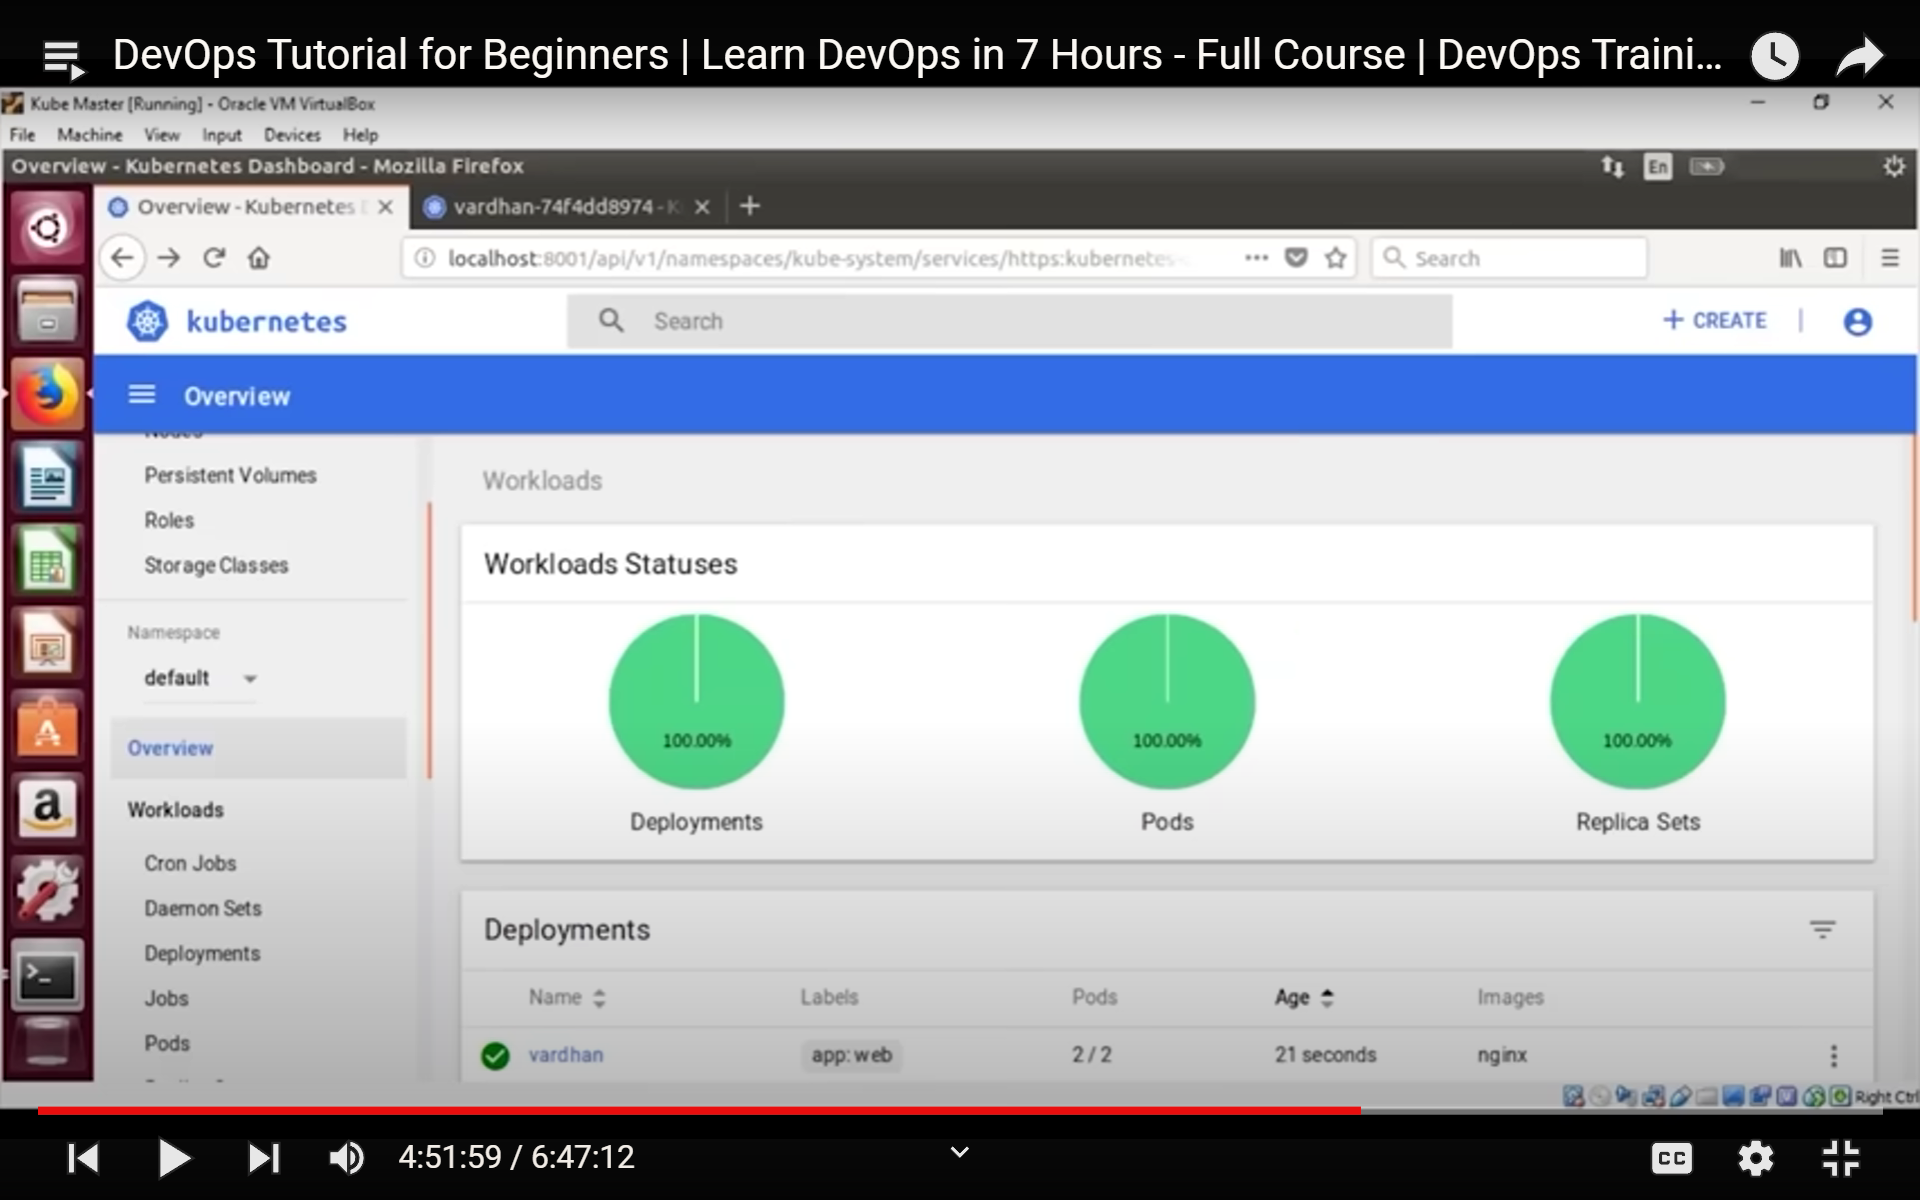 DevOps Tutorial for Beginners | Learn DevOps in 7 Hours - Full Course | DevOps Traini...
Kube Master [Running] - Oracle VM VirtualBox
File Machine View Input Devices Help
Overview - Kubernetes Dashboard - Mozilla Firefox
En
Overview - Kubernetes
vardhan-74f4dd8974 - K
localhost:8001/api/v1/namespaces/kube-system/services/https:kubernetes-
Search
kubernetes
Search
+ CREATE
Overview
Nodes
Persistent Volumes
Roles
Storage Classes
Namespace
default
Overview
Workloads
Cron Jobs
Daemon Sets
Deployments
Jobs
Pods
Workloads
Workloads Statuses
100.00%
100.00%
100.00%
Deployments
Pods
Replica Sets
Deployments
Name Labels Pods Age Images
vardhan app: web 2 / 2 21 seconds nginx
Right Ctrl
4:51:59 / 6:47:12
CC